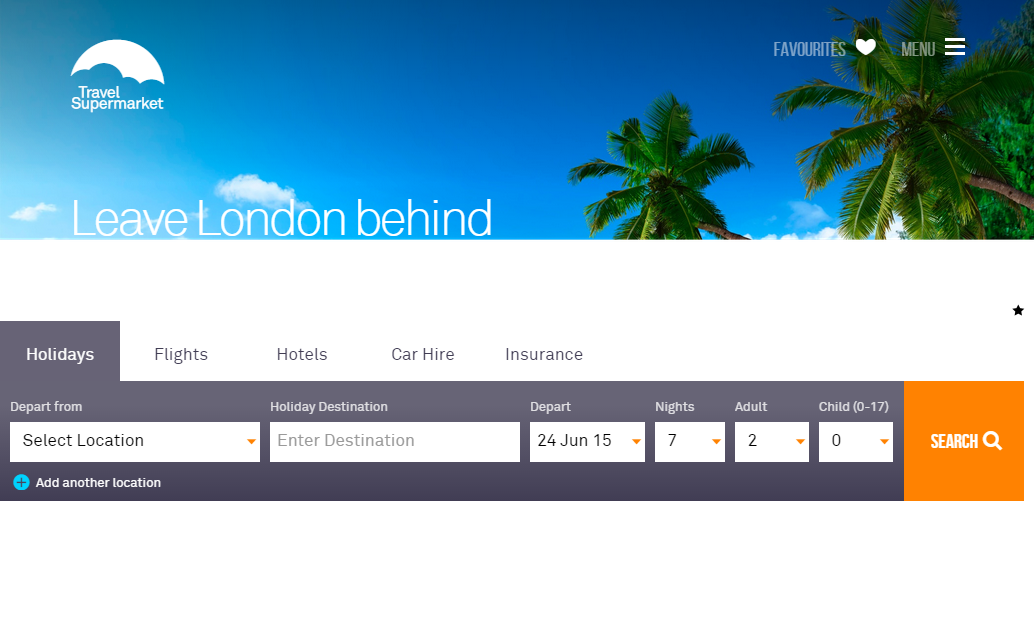 FAVOURITES
MENU
Travel
Supermarket
Leave London behind
Holidays
Flights
Hotels
Car Hire
Insurance
Depart from
Holiday Destination
Depart
Nights
Adult
Child (0-17)
Select Location
Enter Destination
24 Jun 15
7
2
0
SEARCH
Add another location